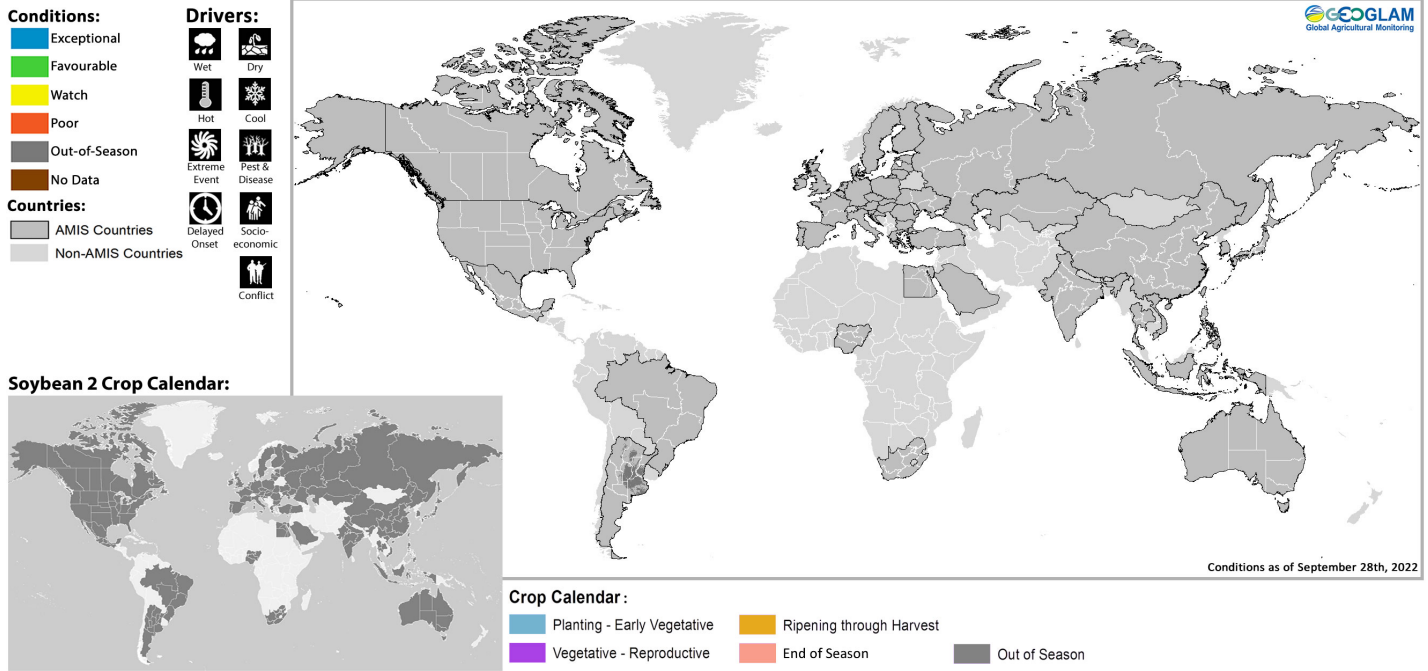 Conditions:
Exceptional
Favourable
Watch
Poor
Out-of-Season
No Data
Countries:
AMIS Countries
Non-AMIS Countries
Drivers:
Wet
Dry
Hot
Cool
Extreme
Event
Pest &
Disease
Delayed
Onset
Socio-
economic
Conflict
GEOGLAM
Global Agricultural Monitoring
Soybean 2 Crop Calendar:
Conditions as of September 28th, 2022
Crop Calendar :
Planting - Early Vegetative
Ripening through Harvest
Vegetative - Reproductive
End of Season
Out of Season